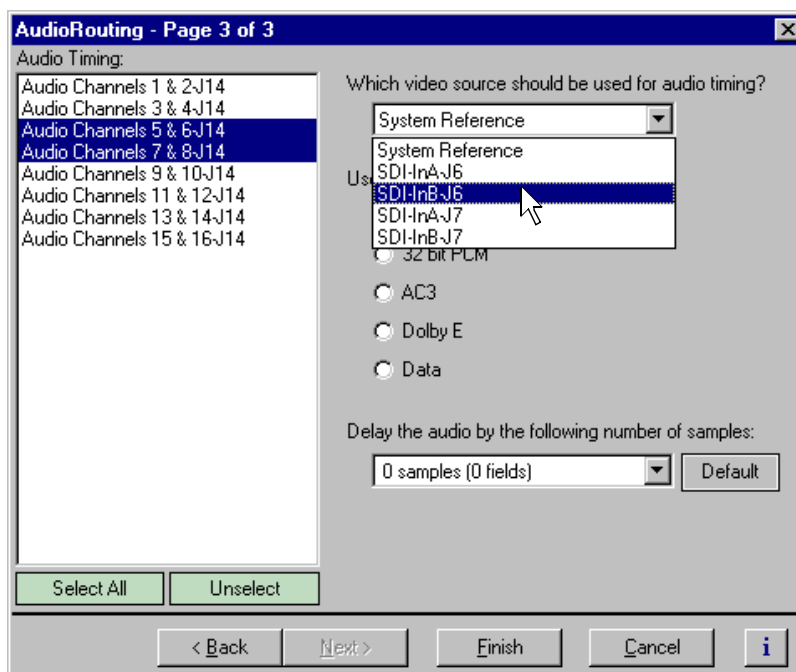 AudioRouting - Page 3 of 3
Audio Timing:
Audio Channels 1 & 2-J14
Audio Channels 3 & 4-J14
Audio Channels 5 & 6-J14
Audio Channels 7 & 8-J14
Audio Channels 9 & 10-J14
Audio Channels 11 & 12-J14
Audio Channels 13 & 14-J14
Audio Channels 15 & 16-J14
Select All
Unselect
Which video source should be used for audio timing?
System Reference
System Reference
SDI-InA-J6
SDI-InB-J6
SDI-InA-J7
SDI-InB-J7
32 bit PCM
AC3
Dolby E
Data
Delay the audio by the following number of samples:
0 samples (0 fields)
Default
< Back
Next >
Finish
Cancel
i